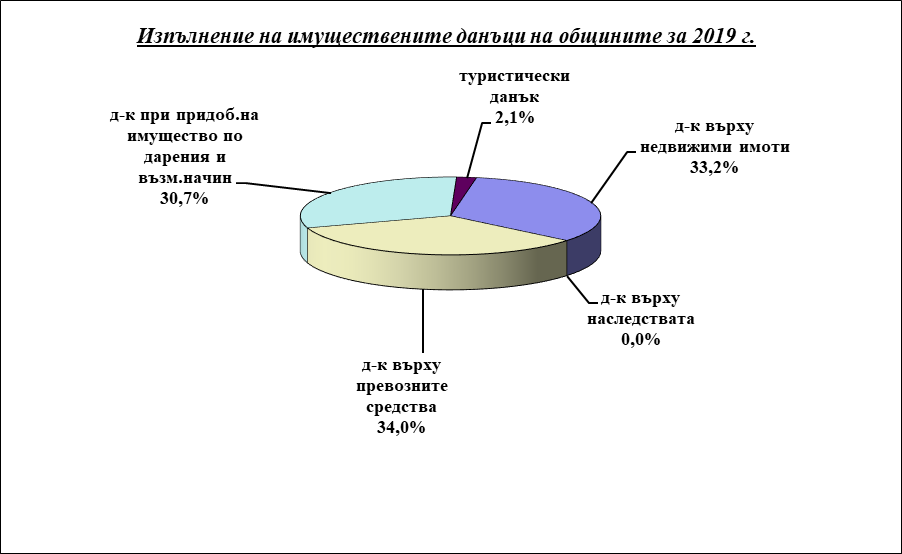 Изпълнение на имуществените данъци на общините за 2019 г.
туристически
данък
2,1%
д-к при придоб.на
имущество по
дарения и
възм.начин
30,7%
д-к върху
недвижими имоти
33,2%
д-к върху
наследствата
0,0%
д-к върху
превозните
средства
34,0%